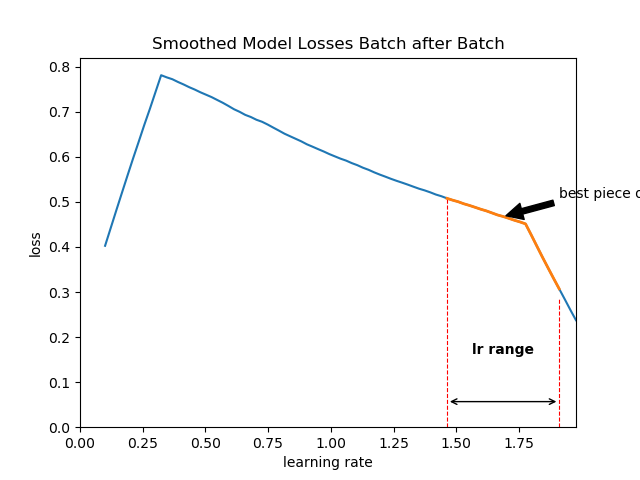 Smoothed Model Losses Batch after Batch
0.8
0.7
0.6
0.5
0.4
0.3
0.2
0.1
0.0
loss
best piece
lr range
0.00 0.25 0.50 0.75 1.00 1.25 1.50 1.75
learning rate